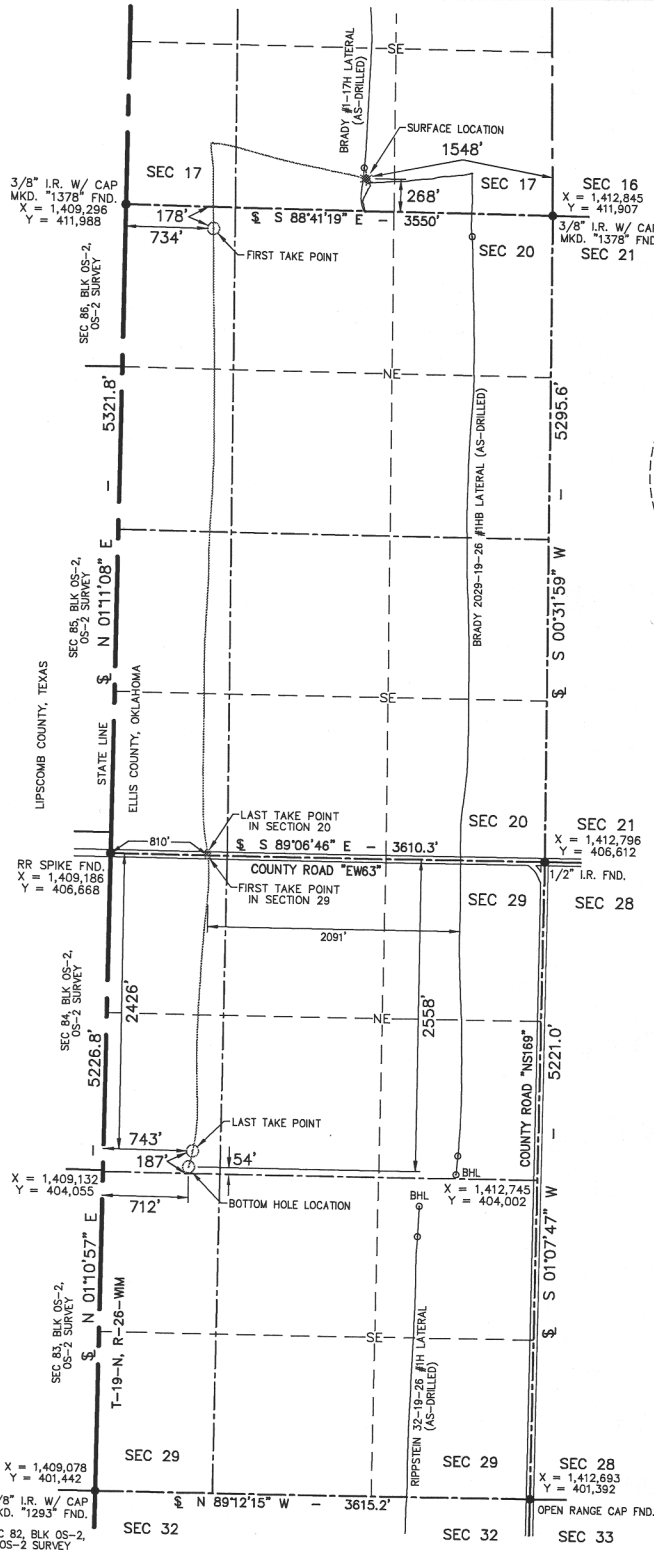 SE
BRADY #1-17H LATERAL
(AS-DRILLED)
SURFACE LOCATION
1548'
SEC 17
SEC 17
SEC 16
3/8" I.R. W/ CAP
MKD. "1378" FND.
X = 1,409,296
Y = 411,988
X = 1,412,845
Y = 411,907
268'
178'
S 88°41'19" E - 3550'
734'
3/8" I.R. W/ CAP
MKD. "1378" FND.
FIRST TAKE POINT
SEC 20
SEC 21
SEC 86, BLK OS-2,
OS-2 SURVEY
NE
5321.8'
5295.6'
BRADY 2029-19-26 #1HB LATERAL (AS-DRILLED)
N 01°11'08" E
S 00°31'59" W
SEC 85, BLK OS-2,
OS-2 SURVEY
LIPSCOMB COUNTY, TEXAS
STATE LINE
ELLIS COUNTY, OKLAHOMA
SE
LAST TAKE POINT
IN SECTION 20
SEC 20
SEC 21
X = 1,412,796
Y = 406,612
810'
S 89°06'46" E - 3610.3'
RR SPIKE FND.
X = 1,409,186
Y = 406,668
COUNTY ROAD "EW63"
1/2" I.R. FND.
FIRST TAKE POINT
IN SECTION 29
SEC 29
SEC 28
2091'
SEC 84, BLK OS-2,
OS-2 SURVEY
2426'
2558'
NE
5226.8'
5221.0'
COUNTY ROAD "NS169"
LAST TAKE POINT
743'
187'
54'
BHL
X = 1,409,132
Y = 404,055
X = 1,412,745
Y = 404,002
BOTTOM HOLE LOCATION
712'
BHL
N 01°10'57" E
S 01°07'47" W
SEC 83, BLK OS-2,
OS-2 SURVEY
T-19-N, R-26-WIM
SE
RIPPSTEIN 32-19-26 #1H LATERAL
(AS-DRILLED)
SEC 29
SEC 29
SEC 28
X = 1,409,078
Y = 401,442
X = 1,412,693
Y = 401,392
/8" I.R. W/ CAP
KD. "1293" FND.
N 89°12'15" W - 3615.2'
OPEN RANGE CAP FND.
C 82, BLK OS-2,
OS-2 SURVEY
SEC 32
SEC 32
SEC 33